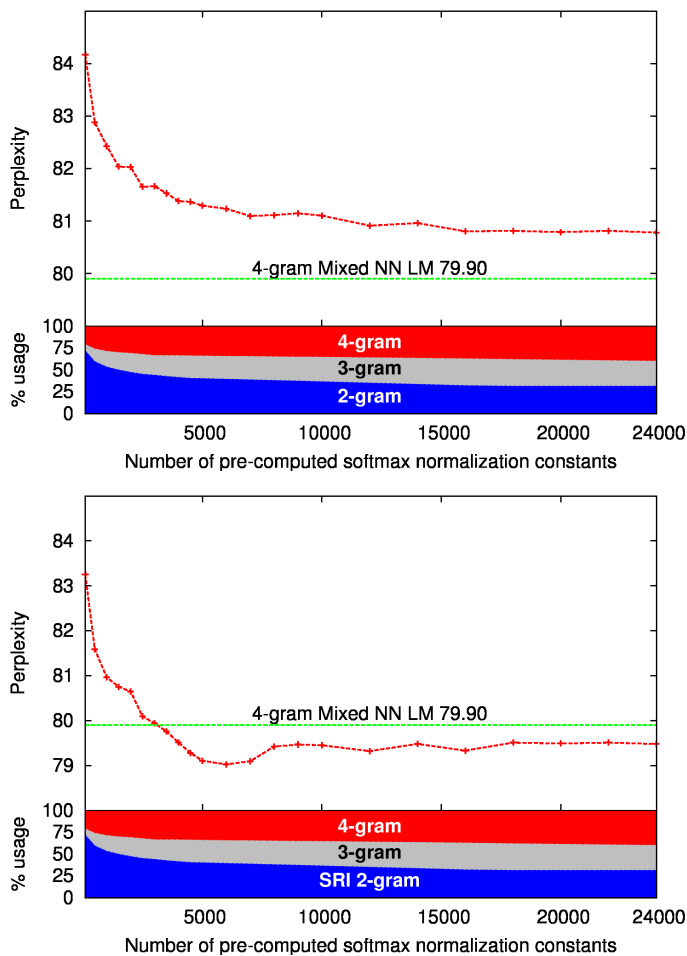 84
83
82
81
80
Perplexity
4-gram Mixed NN LM 79.90
100
75
50
25
0
% usage
4-gram
3-gram
2-gram
5000 10000 15000 20000 24000
Number of pre-computed softmax normalization constants
84
83
82
81
80
79
Perplexity
4-gram Mixed NN LM 79.90
100
75
50
25
0
% usage
4-gram
3-gram
SRI 2-gram
5000 10000 15000 20000 24000
Number of pre-computed softmax normalization constants